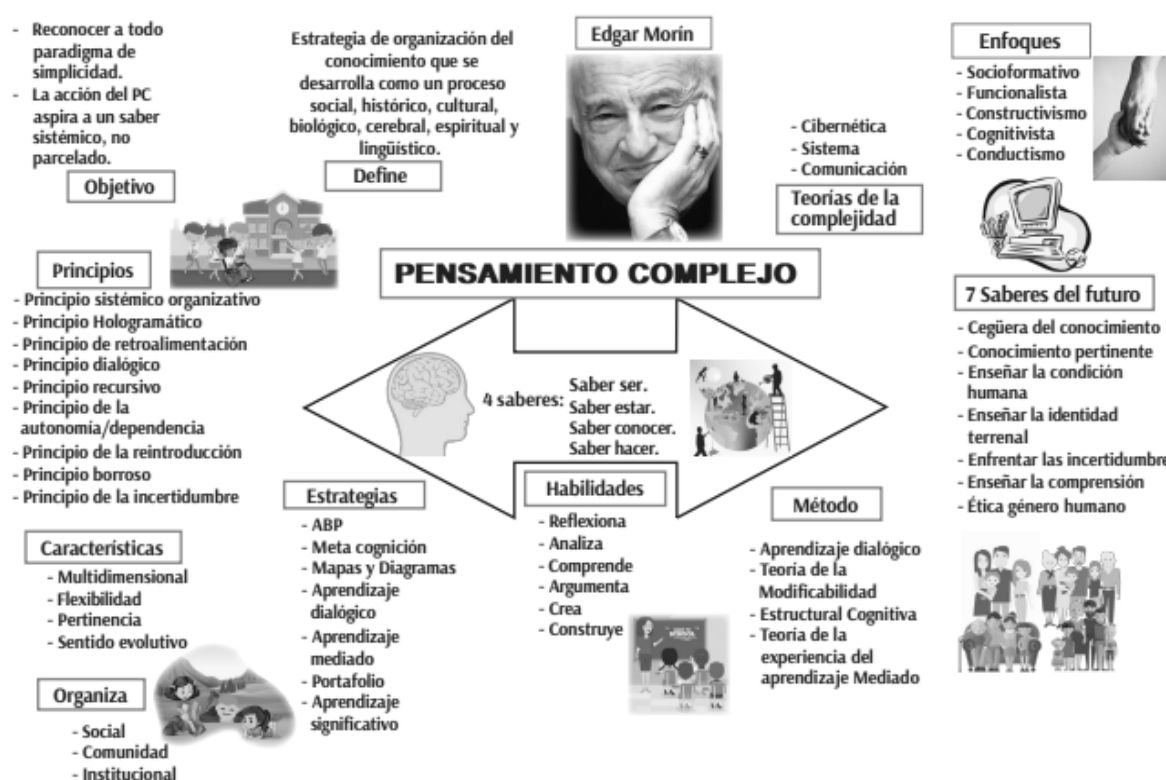 - Reconocer a todo
paradigma de
simplicidad.
- La acción del PC
aspira a un saber
sistémico, no
parcelado.
Objetivo
Estrategia de organización del
conocimiento que se
desarrolla como un proceso
social, histórico, cultural,
biológico, cerebral, espiritual y
lingüístico.
Define
Edgar Morín
- Cibernética
- Sistema
- Comunicación
Teorías de la
complejidad
Enfoques
- Socioformativo
- Funcionalista
- Constructivismo
- Cognitivista
- Conductismo
PENSAMIENTO COMPLEJO
Principios
- Principio sistémico organizativo
- Principio Hologramático
- Principio de retroalimentación
- Principio dialógico
- Principio recursivo
- Principio de la
autonomía/dependencia
- Principio de la reintroducción
- Principio borroso
- Principio de la incertidumbre
4 saberes:
Saber ser.
Saber estar.
Saber conocer.
Saber hacer.
7 Saberes del futuro
- Cegüera del conocimiento
- Conocimiento pertinente
- Enseñar la condición
humana
- Enseñar la identidad
terrenal
- Enfrentar las incertidumbre
- Enseñar la comprensión
- Ética género humano
Características
- Multidimensional
- Flexibilidad
- Pertinencia
- Sentido evolutivo
Organiza
- Social
- Comunidad
- Institucional
Estrategias
- ABP
- Meta cognición
- Mapas y Diagramas
- Aprendizaje
dialógico
- Aprendizaje
mediado
- Portafolio
- Aprendizaje
significativo
Habilidades
- Reflexiona
- Analiza
- Comprende
- Argumenta
- Crea
- Construye
Método
- Aprendizaje dialógico
- Teoría de la
Modificabilidad
- Estructural Cognitiva
- Teoría de la
experiencia del
aprendizaje Mediado